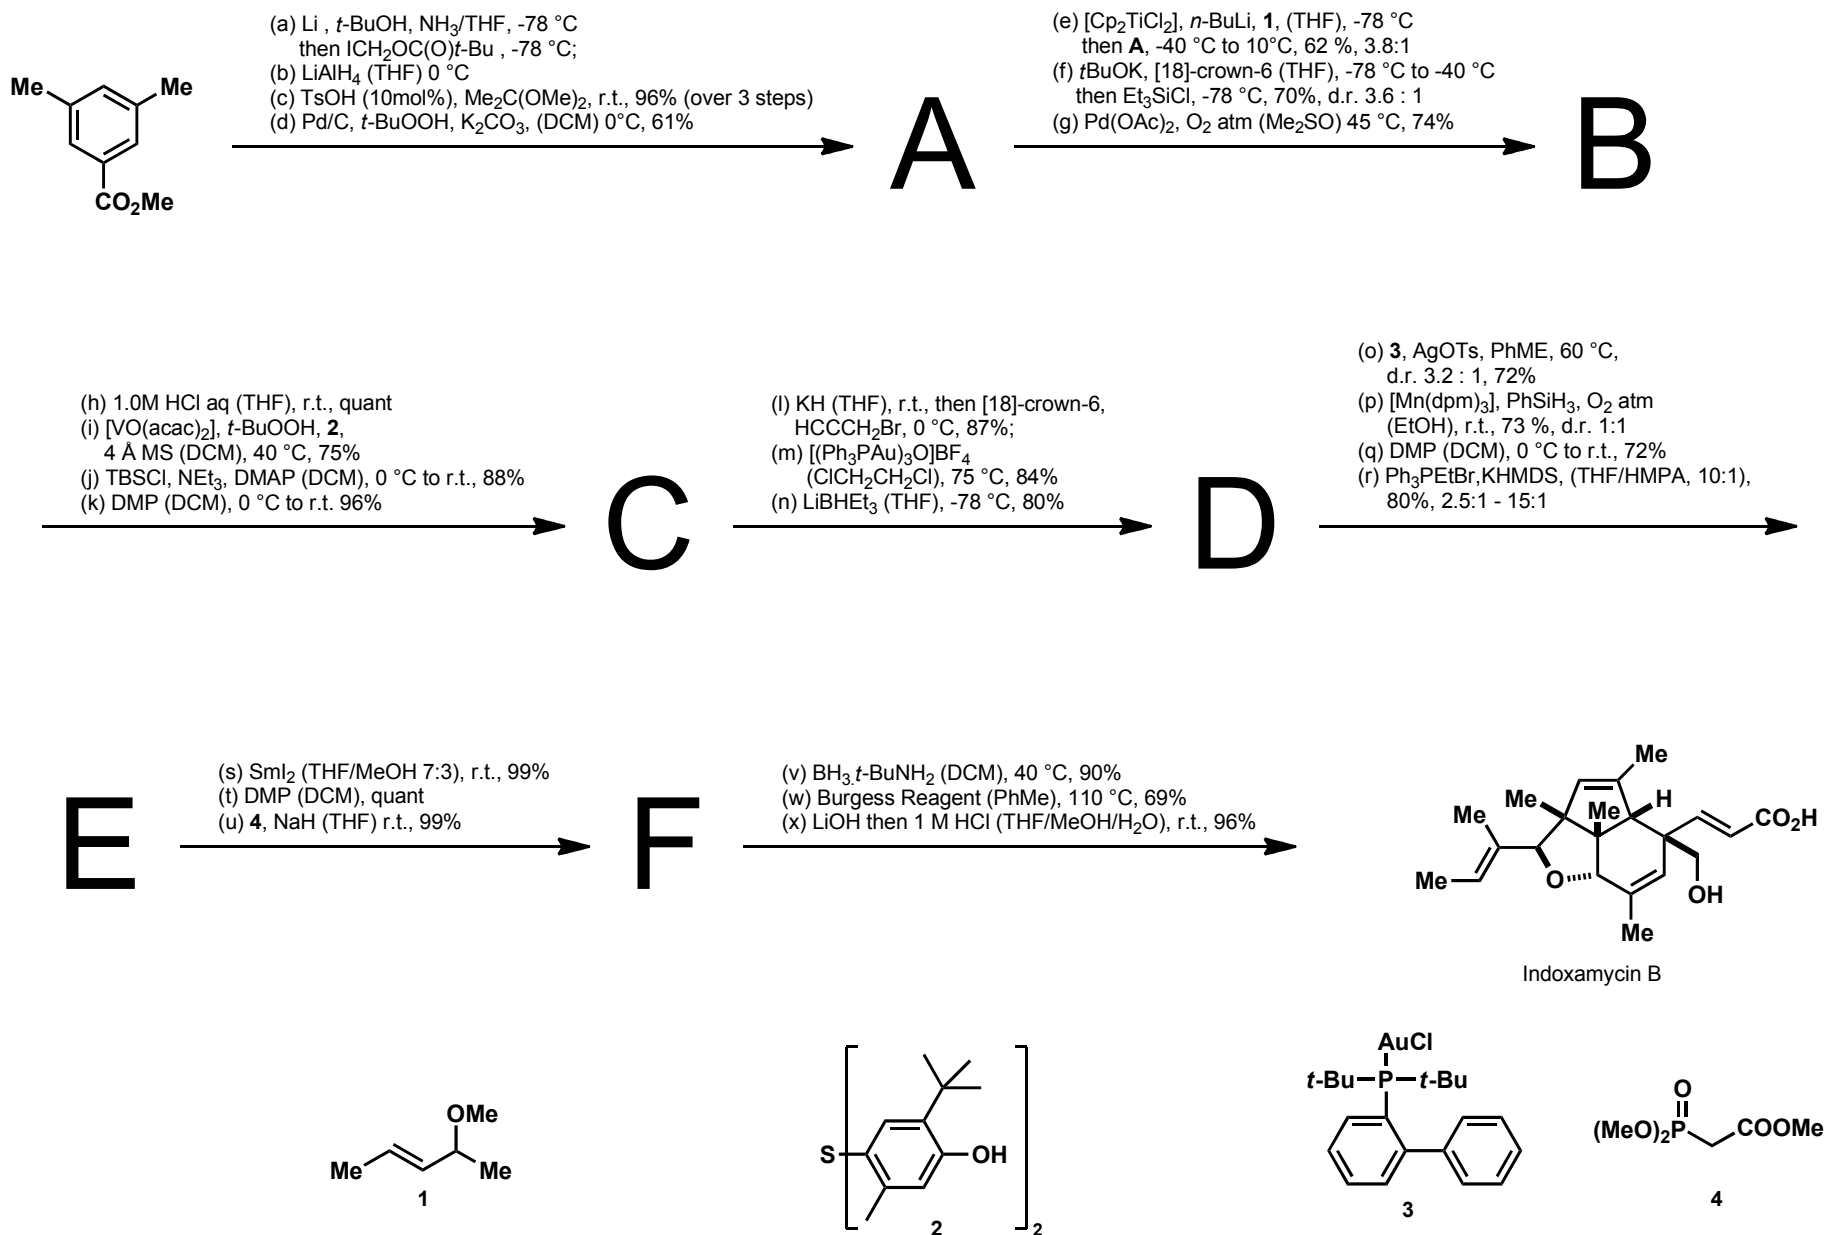 (a) Li , t-BuOH, NH3/THF, -78 °C
then ICH2OC(O)t-Bu , -78 °C;
(b) LiAlH4 (THF) 0 °C
(c) TsOH (10mol%), Me2C(OMe)2, r.t., 96% (over 3 steps)
(d) Pd/C, t-BuOOH, K2CO3, (DCM) 0°C, 61%
Me
Me
CO2Me
A
(e) [Cp2TiCl2], n-BuLi, 1, (THF), -78 °C
then A, -40 °C to 10°C, 62 %, 3.8:1
(f) tBuOK, [18]-crown-6 (THF), -78 °C to -40 °C
then Et3SiCl, -78 °C, 70%, d.r. 3.6 : 1
(g) Pd(OAc)2, O2 atm (Me2SO) 45 °C, 74%
B
(h) 1.0M HCl aq (THF), r.t., quant
(i) [VO(acac)2], t-BuOOH, 2,
4 Å MS (DCM), 40 °C, 75%
(j) TBSCl, NEt3, DMAP (DCM), 0 °C to r.t., 88%
(k) DMP (DCM), 0 °C to r.t. 96%
C
(l) KH (THF), r.t., then [18]-crown-6,
HCCCH2Br, 0 °C, 87%;
(m) [(Ph3PAu)3O]BF4
(ClCH2CH2Cl), 75 °C, 84%
(n) LiBHEt3 (THF), -78 °C, 80%
D
(o) 3, AgOTs, PhME, 60 °C,
d.r. 3.2 : 1, 72%
(p) [Mn(dpm)3], PhSiH3, O2 atm
(EtOH), r.t., 73 %, d.r. 1:1
(q) DMP (DCM), 0 °C to r.t., 72%
(r) Ph3PEtBr,KHMDS, (THF/HMPA, 10:1),
80%, 2.5:1 - 15:1
E
(s) SmI2 (THF/MeOH 7:3), r.t., 99%
(t) DMP (DCM), quant
(u) 4, NaH (THF) r.t., 99%
F
(v) BH3.t-BuNH2 (DCM), 40 °C, 90%
(w) Burgess Reagent (PhMe), 110 °C, 69%
(x) LiOH then 1 M HCl (THF/MeOH/H2O), r.t., 96%
Me
Me
Me
H
Me
CO2H
Me
O
OH
Me
Indoxamycin B
OMe
Me
Me
1
S
OH
2
2
AuCl
t-Bu
P
t-Bu
3
O
(MeO)2P
COOMe
4